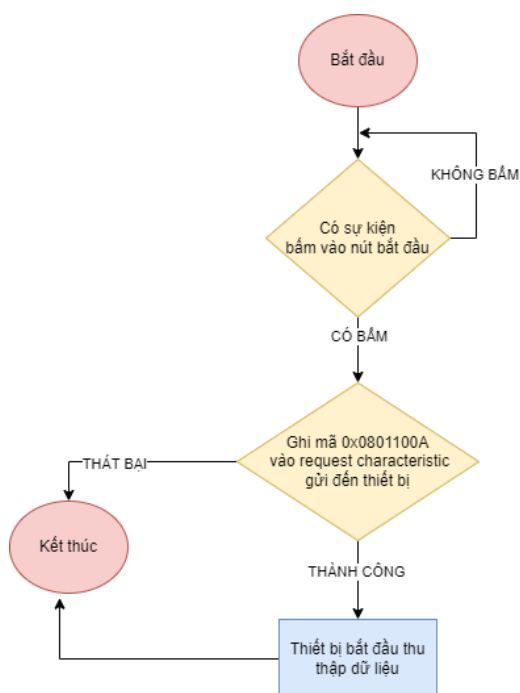 Bắt đầu
KHÔNG BẤM
Có sự kiện
bấm vào nút bắt đầu
CÓ BẤM
Ghi mã 0x0801100A
vào request characteristic
gửi đến thiết bị
THÁT BẠI
Kết thúc
THÀNH CÔNG
Thiết bị bắt đầu thu
thập dữ liệu